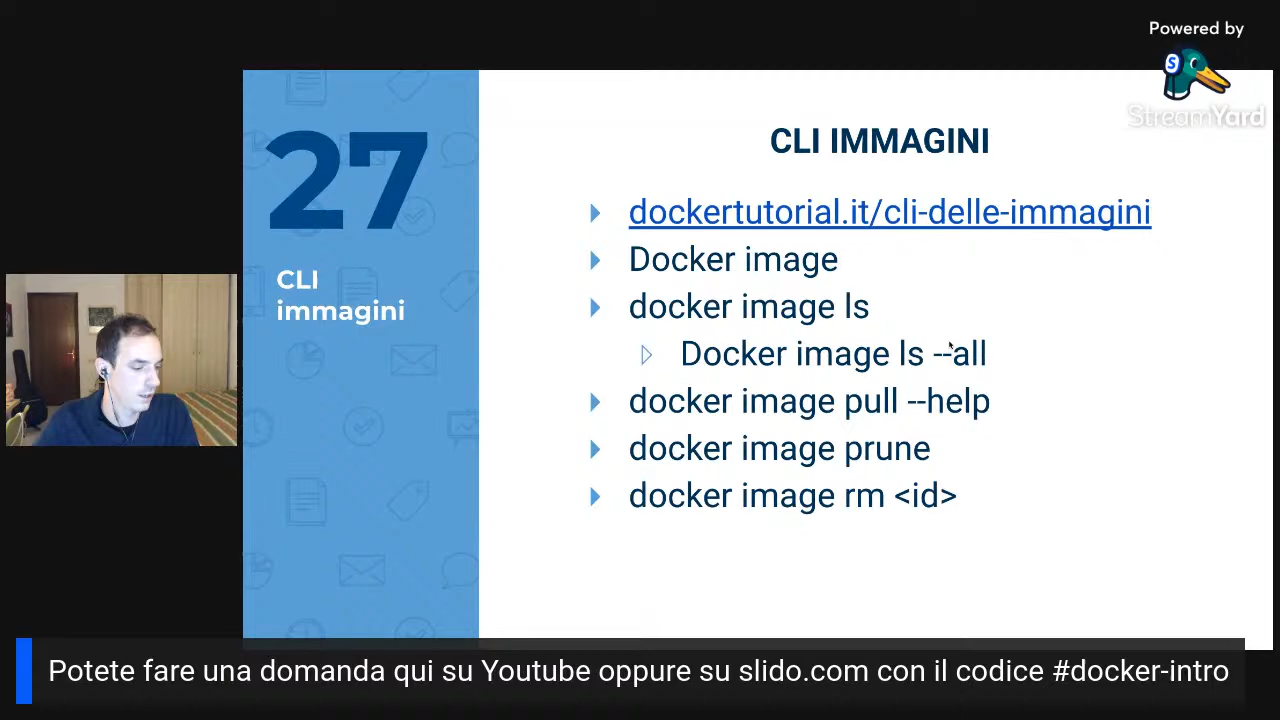 Powered by
StreamYard
27
CLI
immagini
CLI IMMAGINI
dockertutorial.it/cli-delle-immagini
Docker image
docker image ls
Docker image ls --all
docker image pull --help
docker image prune
docker image rm <id>
Potete fare una domanda qui su Youtube oppure su slido.com con il codice #docker-intro